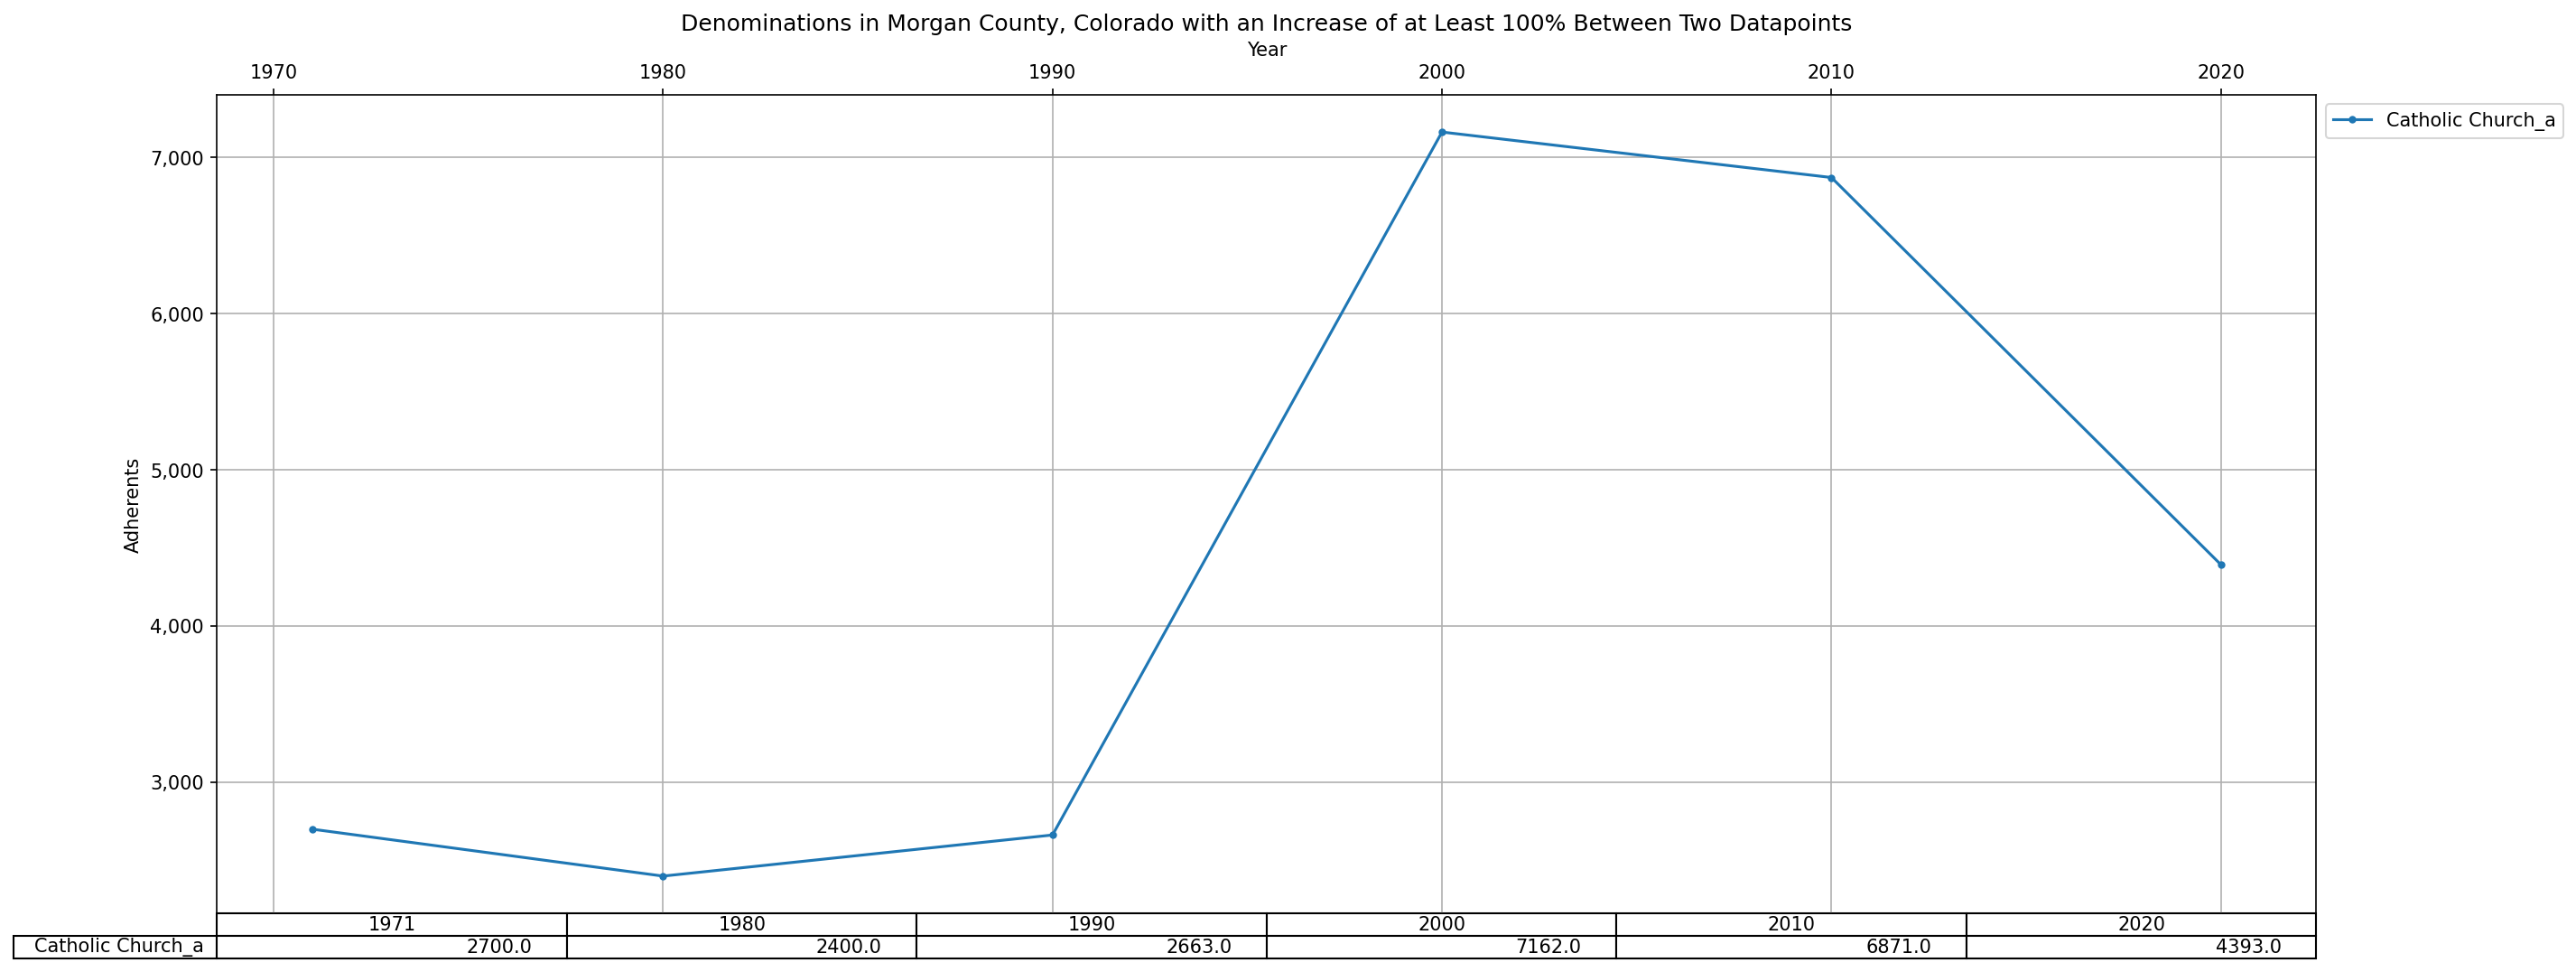 Denominations in Morgan County, Colorado with an Increase of at Least 100% Between Two Datapoints
Year
1970 1980 1990 2000 2010 2020
Catholic Church_a
7,000
6,000
5,000
4,000
3,000
Adherents
1971 1980 1990 2000 2010 2020
Catholic Church_a 2700.0 2400.0 2663.0 7162.0 6871.0 4393.0